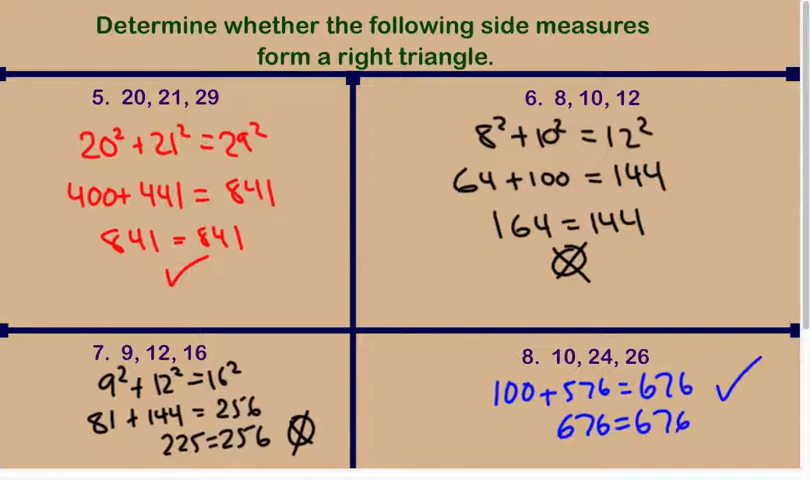 Determine whether the following side measures
form a right triangle.
5. 20, 21, 29
20² + 21² = 29²
400 + 441 = 841
841 = 841
6. 8, 10, 12
8² + 10² = 12²
64 + 100 = 144
164 = 144
7. 9, 12, 16
9² + 12² = 16²
81 + 144 = 256
225 = 256
8. 10, 24, 26
100 + 576 = 676
676 = 676